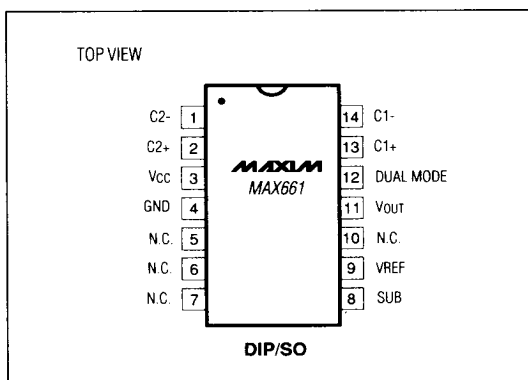 TOP VIEW
C2- 1 14 C1-
C2+ 2 13 C1+
VCC 3 12 DUAL MODE
GND 4 11 VOUT
N.C. 5 10 N.C.
N.C. 6 9 VREF
N.C. 7 8 SUB
MAXIM
MAX661
DIP/SO